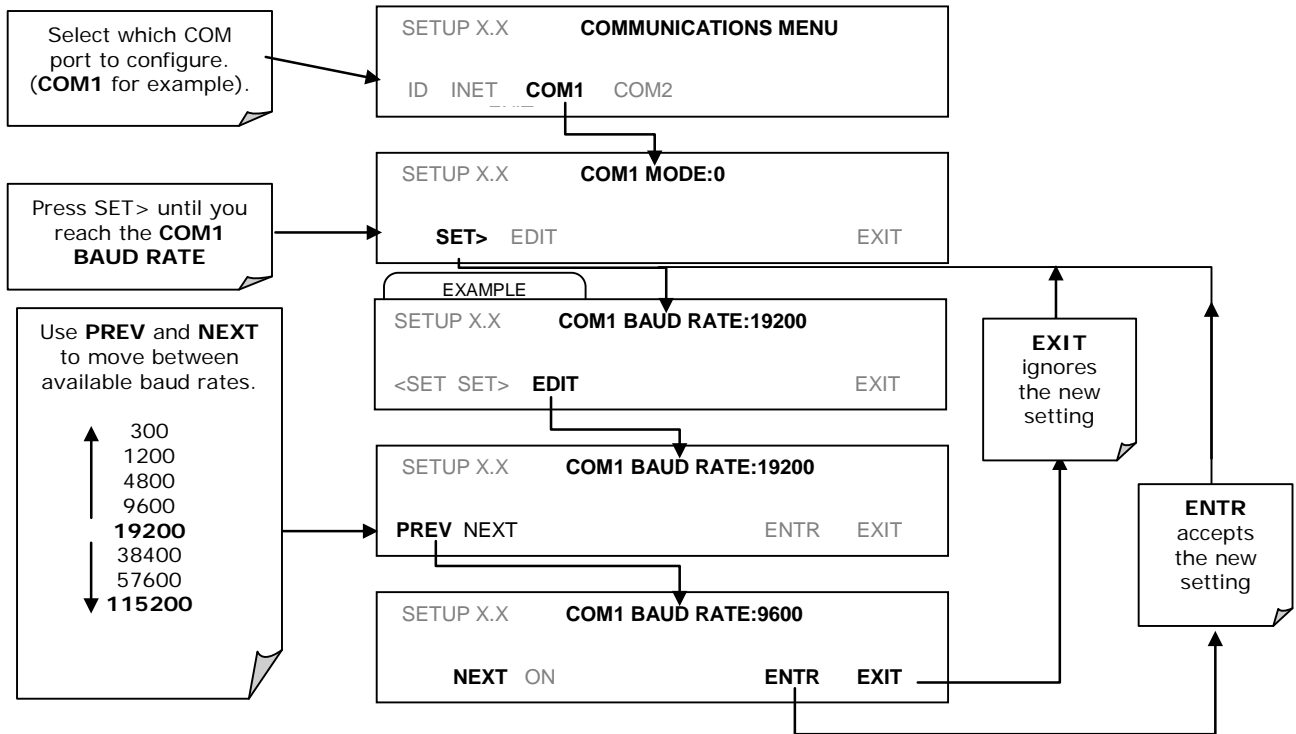 Select which COM
port to configure.
(COM1 for example).
SETUP X.X COMMUNICATIONS MENU
ID INET COM1 COM2
Press SET> until you
reach the COM1
BAUD RATE
SETUP X.X COM1 MODE:0
SET> EDIT EXIT
EXAMPLE
SETUP X.X COM1 BAUD RATE:19200
<SET SET> EDIT EXIT
Use PREV and NEXT
to move between
available baud rates.
300
1200
4800
9600
19200
38400
57600
115200
SETUP X.X COM1 BAUD RATE:19200
PREV NEXT ENTR EXIT
SETUP X.X COM1 BAUD RATE:9600
NEXT ON ENTR EXIT
EXIT
ignores
the new
setting
ENTR
accepts
the new
setting